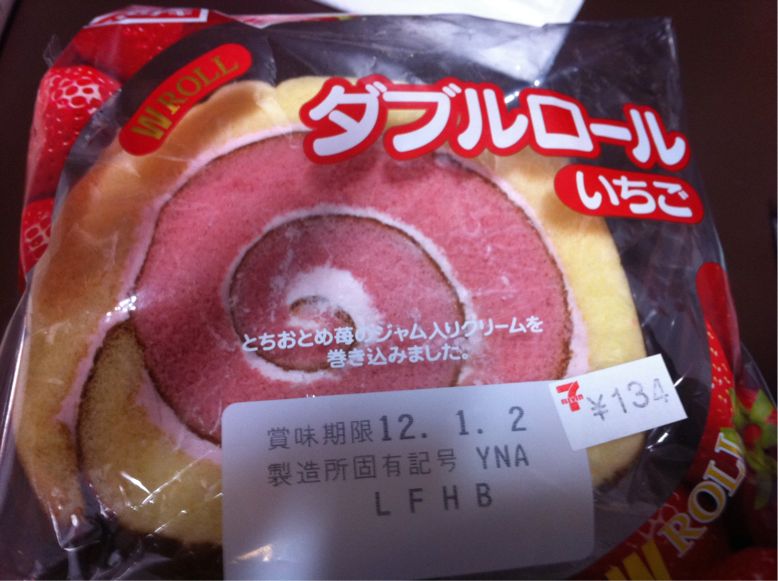 W ROLL
ダブルロール
いちご
とちおとめ苺のジャム入りクリームを
巻き込みました。
¥134
賞味期限12. 1. 2
製造所固有記号 YNA
LFHB
W ROLL